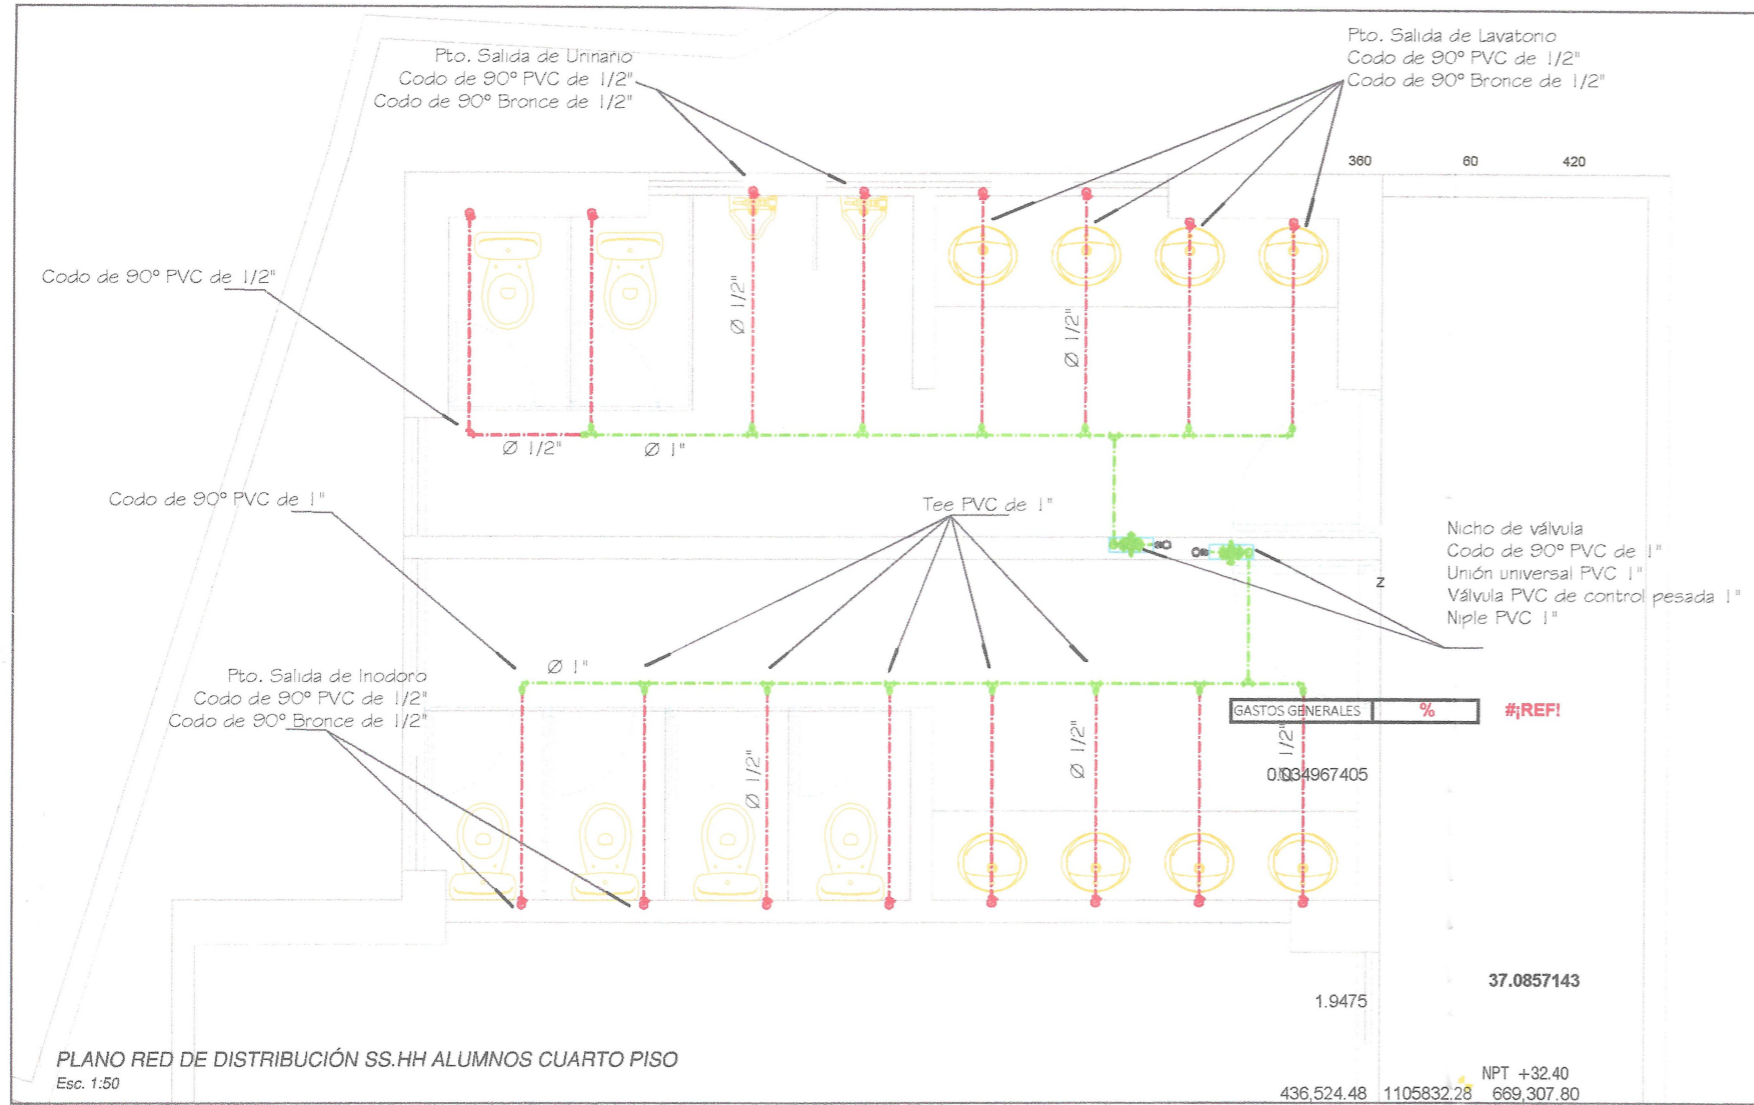 Pto. Salida de Urinario
Codo de 90° PVC de 1/2"
Codo de 90° Bronce de 1/2"
Pto. Salida de Lavatorio
Codo de 90° PVC de 1/2"
Codo de 90° Bronce de 1/2"
360 60 420
Codo de 90° PVC de 1/2"
Ø 1/2"
Ø 1/2"
Ø 1/2"
Ø 1"
Codo de 90° PVC de 1"
Tee PVC de 1"
Nicho de válvula
Codo de 90° PVC de 1"
Unión universal PVC 1"
Válvula PVC de control pesada 1"
Niple PVC 1"
Z
Ø 1"
Pto. Salida de Inodoro
Codo de 90° PVC de 1/2"
Codo de 90° Bronce de 1/2"
GASTOS GENERALES % #¡REF!
Ø 1/2"
Ø 1/2"
Ø 1/2"
0.034967405
37.0857143
1.9475
PLANO RED DE DISTRIBUCIÓN SS.HH ALUMNOS CUARTO PISO
Esc. 1:50
NPT +32.40
436,524.48 1105832.28 669,307.80